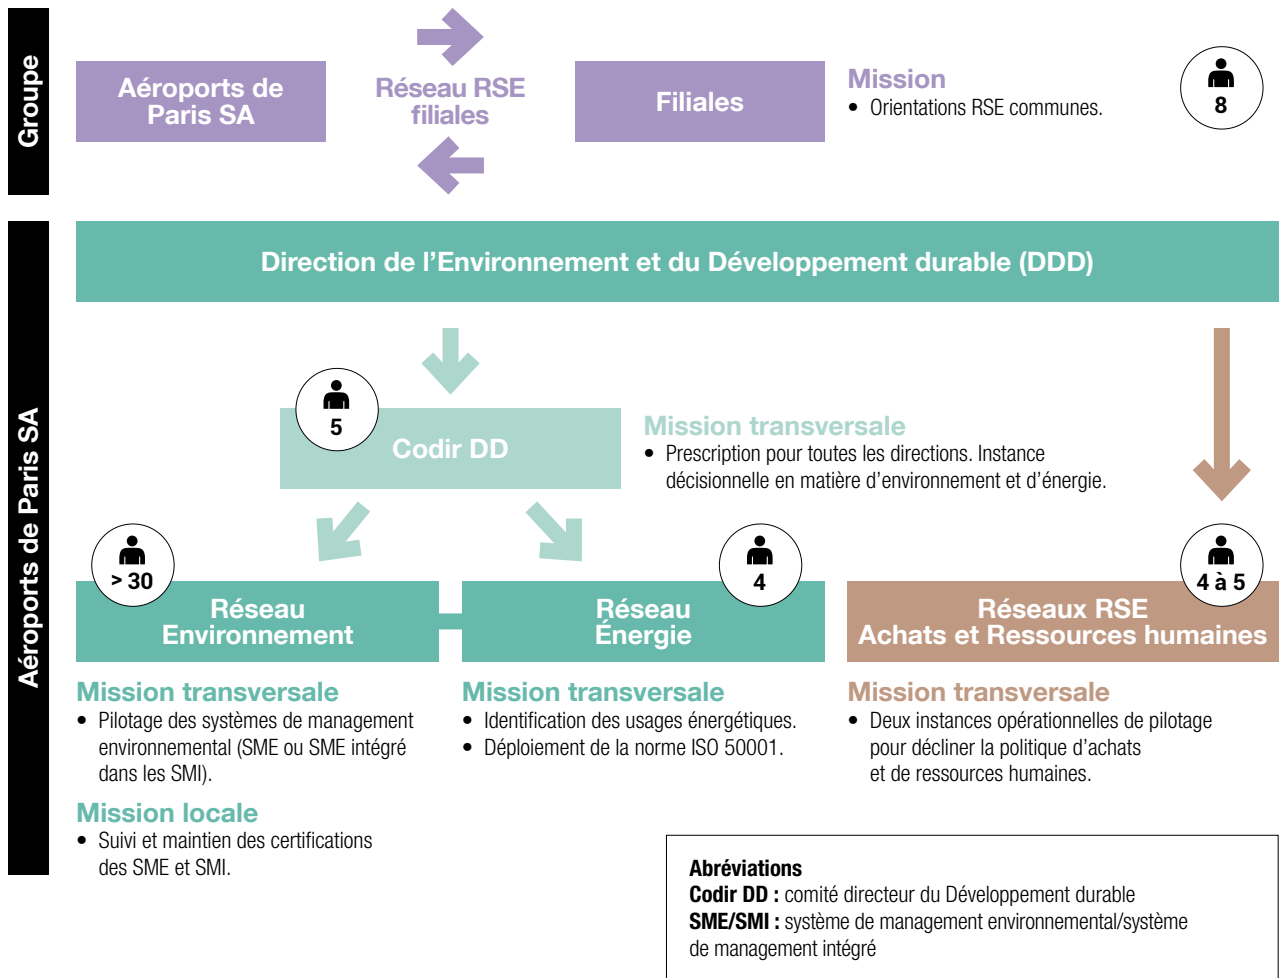 Groupe
Aéroports de
Paris SA
Réseau RSE
filiales
Filiales
Mission
• Orientations RSE communes.
8
Aéroports de Paris SA
Direction de l’Environnement et du Développement durable (DDD)
5
Codir DD
Mission transversale
• Prescription pour toutes les directions. Instance
décisionnelle en matière d’environnement et d’énergie.
> 30
Réseau
Environnement
4
Réseau
Énergie
4 à 5
Réseaux RSE
Achats et Ressources humaines
Mission transversale
• Pilotage des systèmes de management
environnemental (SME ou SME intégré
dans les SMI).
Mission locale
• Suivi et maintien des certifications
des SME et SMI.
Mission transversale
• Identification des usages énergétiques.
• Déploiement de la norme ISO 50001.
Mission transversale
• Deux instances opérationnelles de pilotage
pour décliner la politique d’achats
et de ressources humaines.
Abréviations
Codir DD : comité directeur du Développement durable
SME/SMI : système de management environnemental/système
de management intégré